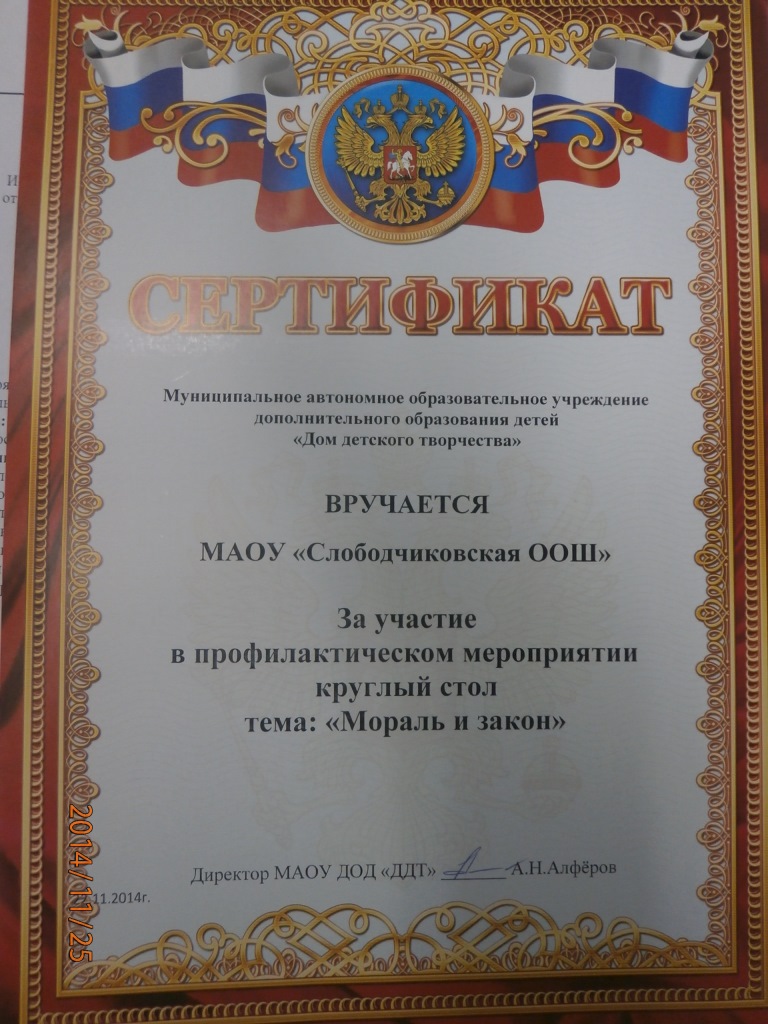 СЕРТИФИКАТ
Муниципальное автономное образовательное учреждение
дополнительного образования детей
«Дом детского творчества»
ВРУЧАЕТСЯ
МАОУ «Слободчиковская ООШ»
За участие
в профилактическом мероприятии
круглый стол
тема: «Мораль и закон»
Директор МАОУ ДОД «ДДТ» А.Н.Алфёров
.11.2014г.
2014/11/25